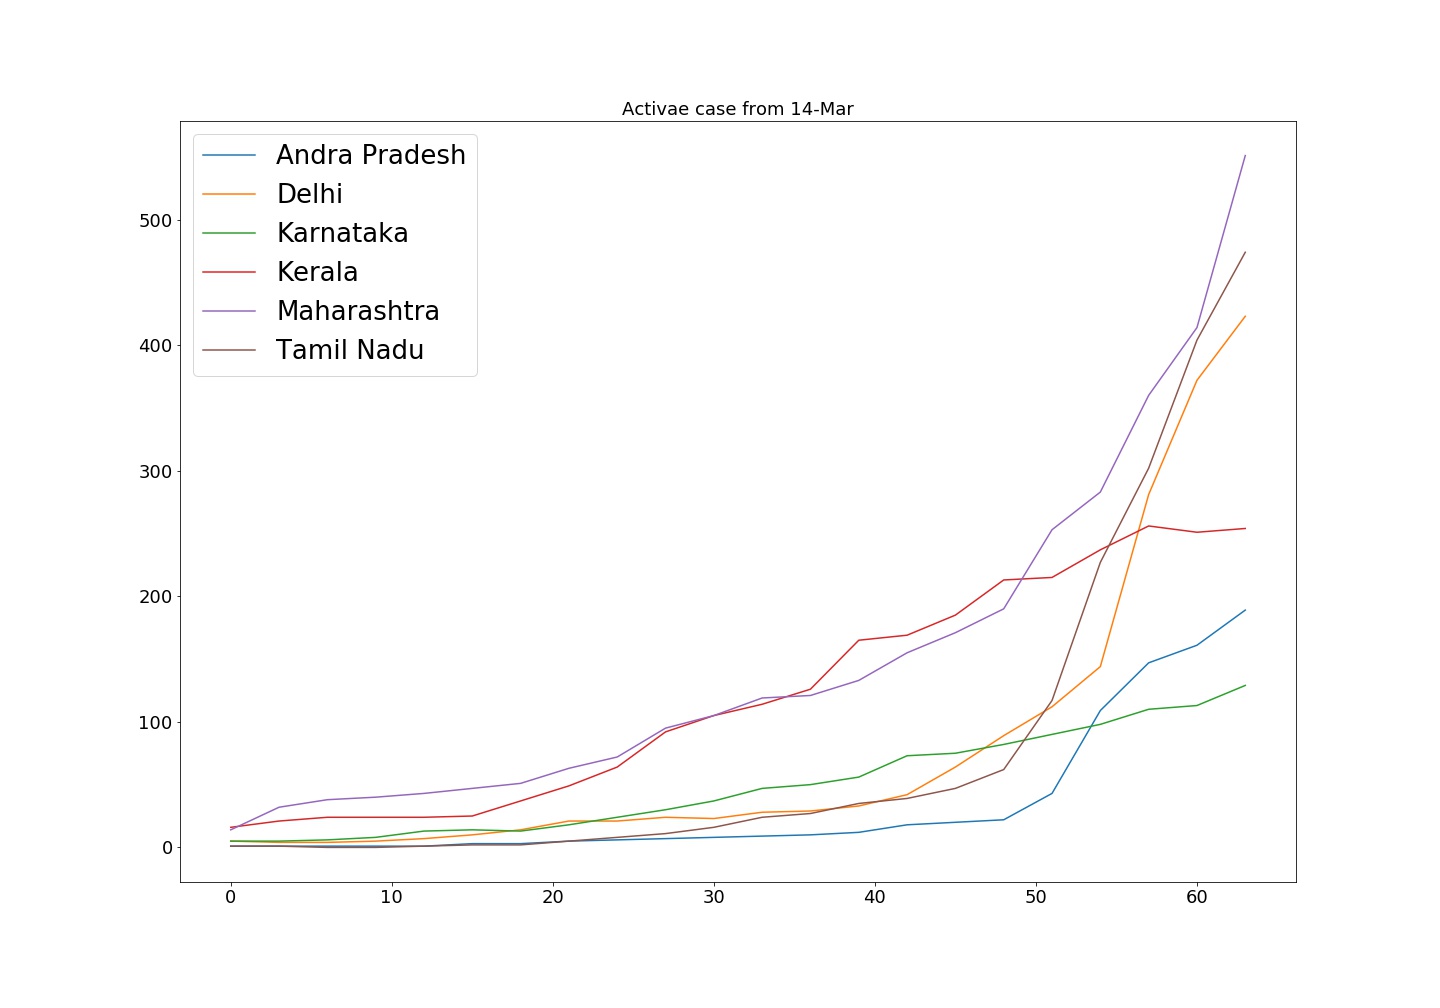 Activae case from 14-Mar
Andra Pradesh
Delhi
Karnataka
Kerala
Maharashtra
Tamil Nadu
500
400
300
200
100
0
0 10 20 30 40 50 60